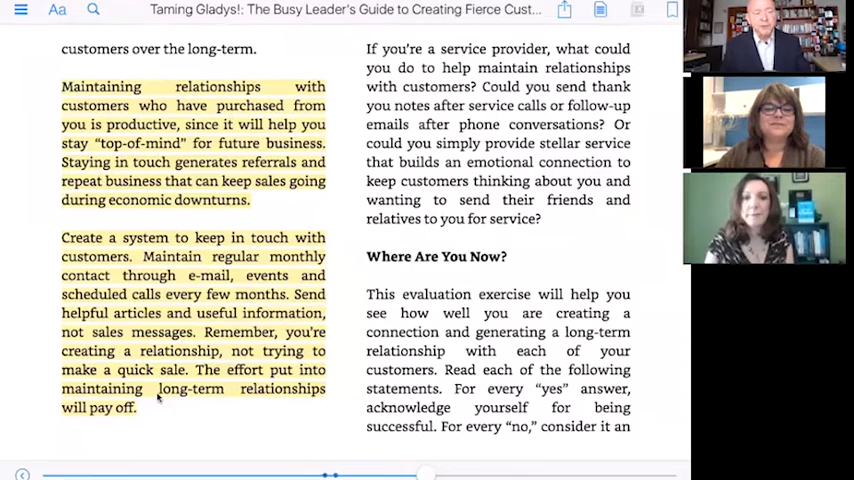 Aa
Taming Gladys!: The Busy Leader's Guide to Creating Fierce Cust...
customers over the long-term.
Maintaining relationships with
customers who have purchased from
you is productive, since it will help you
stay “top-of-mind” for future business.
Staying in touch generates referrals and
repeat business that can keep sales going
during economic downturns.
Create a system to keep in touch with
customers. Maintain regular monthly
contact through e-mail, events and
scheduled calls every few months. Send
helpful articles and useful information,
not sales messages. Remember, you're
creating a relationship, not trying to
make a quick sale. The effort put into
maintaining long-term relationships
will pay off.
If you're a service provider, what could
you do to help maintain relationships
with customers? Could you send thank
you notes after service calls or follow-up
emails after phone conversations? Or
could you simply provide stellar service
that builds an emotional connection to
keep customers thinking about you and
wanting to send their friends and
relatives to you for service?
Where Are You Now?
This evaluation exercise will help you
see how well you are creating a
connection and generating a long-term
relationship with each of your
customers. Read each of the following
statements. For every “yes” answer,
acknowledge yourself for being
successful. For every “no,” consider it an